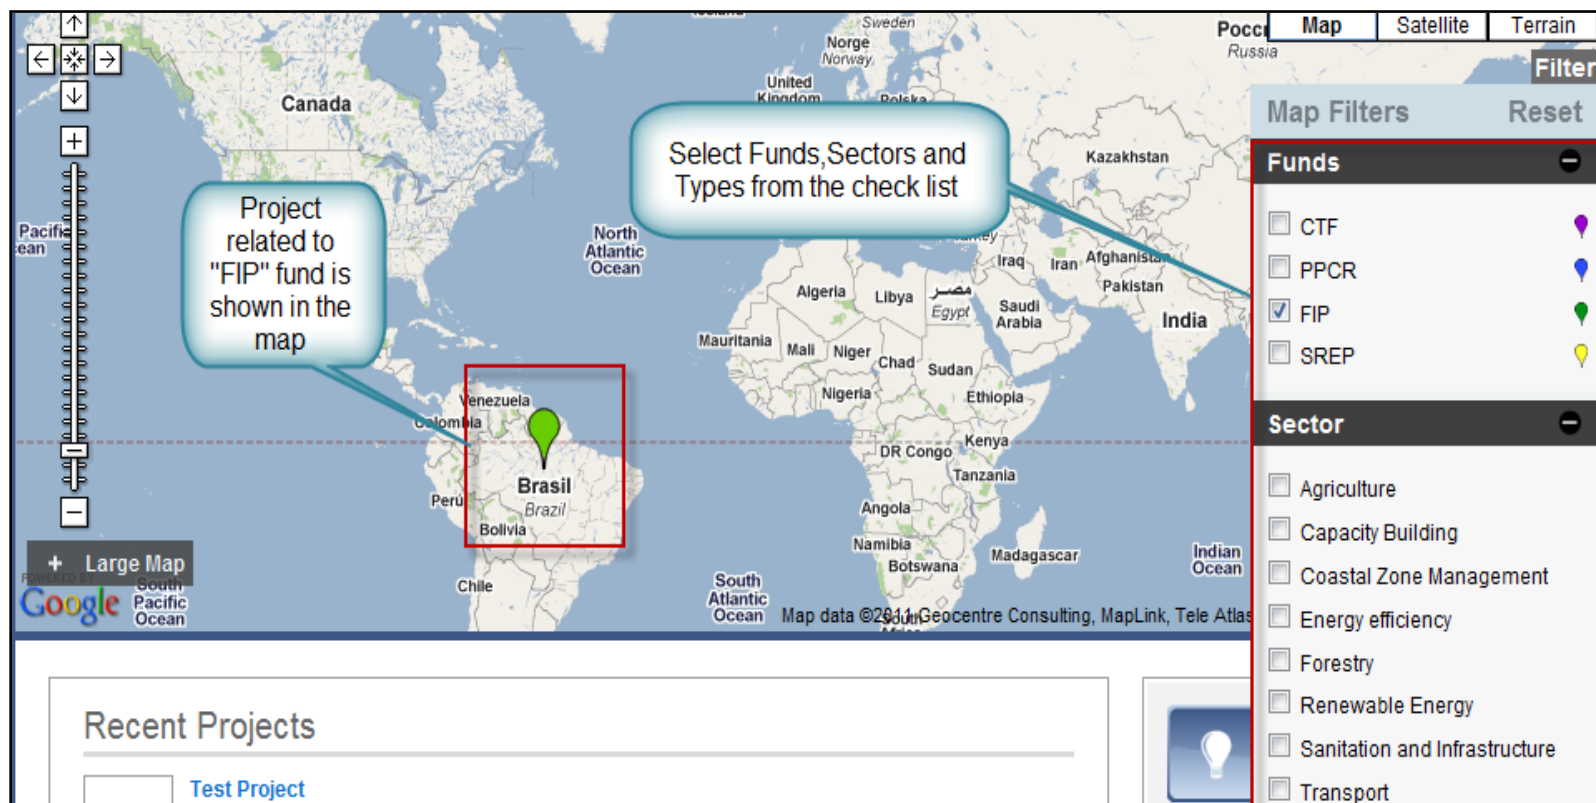 Sweden
Norge
Norway
Россия
Russia
Map
Satellite
Terrain
Filter
United
Kingdom
Polska
Canada
Map Filters
Reset
Select Funds,Sectors and
Types from the check list
Kazakhstan
Funds
Project
related to
"FIP" fund is
shown in the
map
CTF
PPCR
FIP
SREP
North
Atlantic
Ocean
Iraq
Iran
Afghanistan
Pakistan
Algeria
Libya
مصر
Egypt
Saudi
Arabia
India
Mauritania
Mali
Niger
Chad
Sudan
Nigeria
Ethiopia
Venezuela
Colombia
Sector
Kenya
DR Congo
Tanzania
Brasil
Brazil
Perú
Bolivia
Angola
Agriculture
Capacity Building
Coastal Zone Management
Energy efficiency
Forestry
Renewable Energy
Sanitation and Infrastructure
Transport
Namibia
Botswana
Madagascar
Indian
Ocean
+ Large Map
POWERED BY
Google
South
Pacific
Ocean
Chile
South
Atlantic
Ocean
Map data ©2011 Geocentre Consulting, MapLink, Tele Atlas
Recent Projects
Test Project